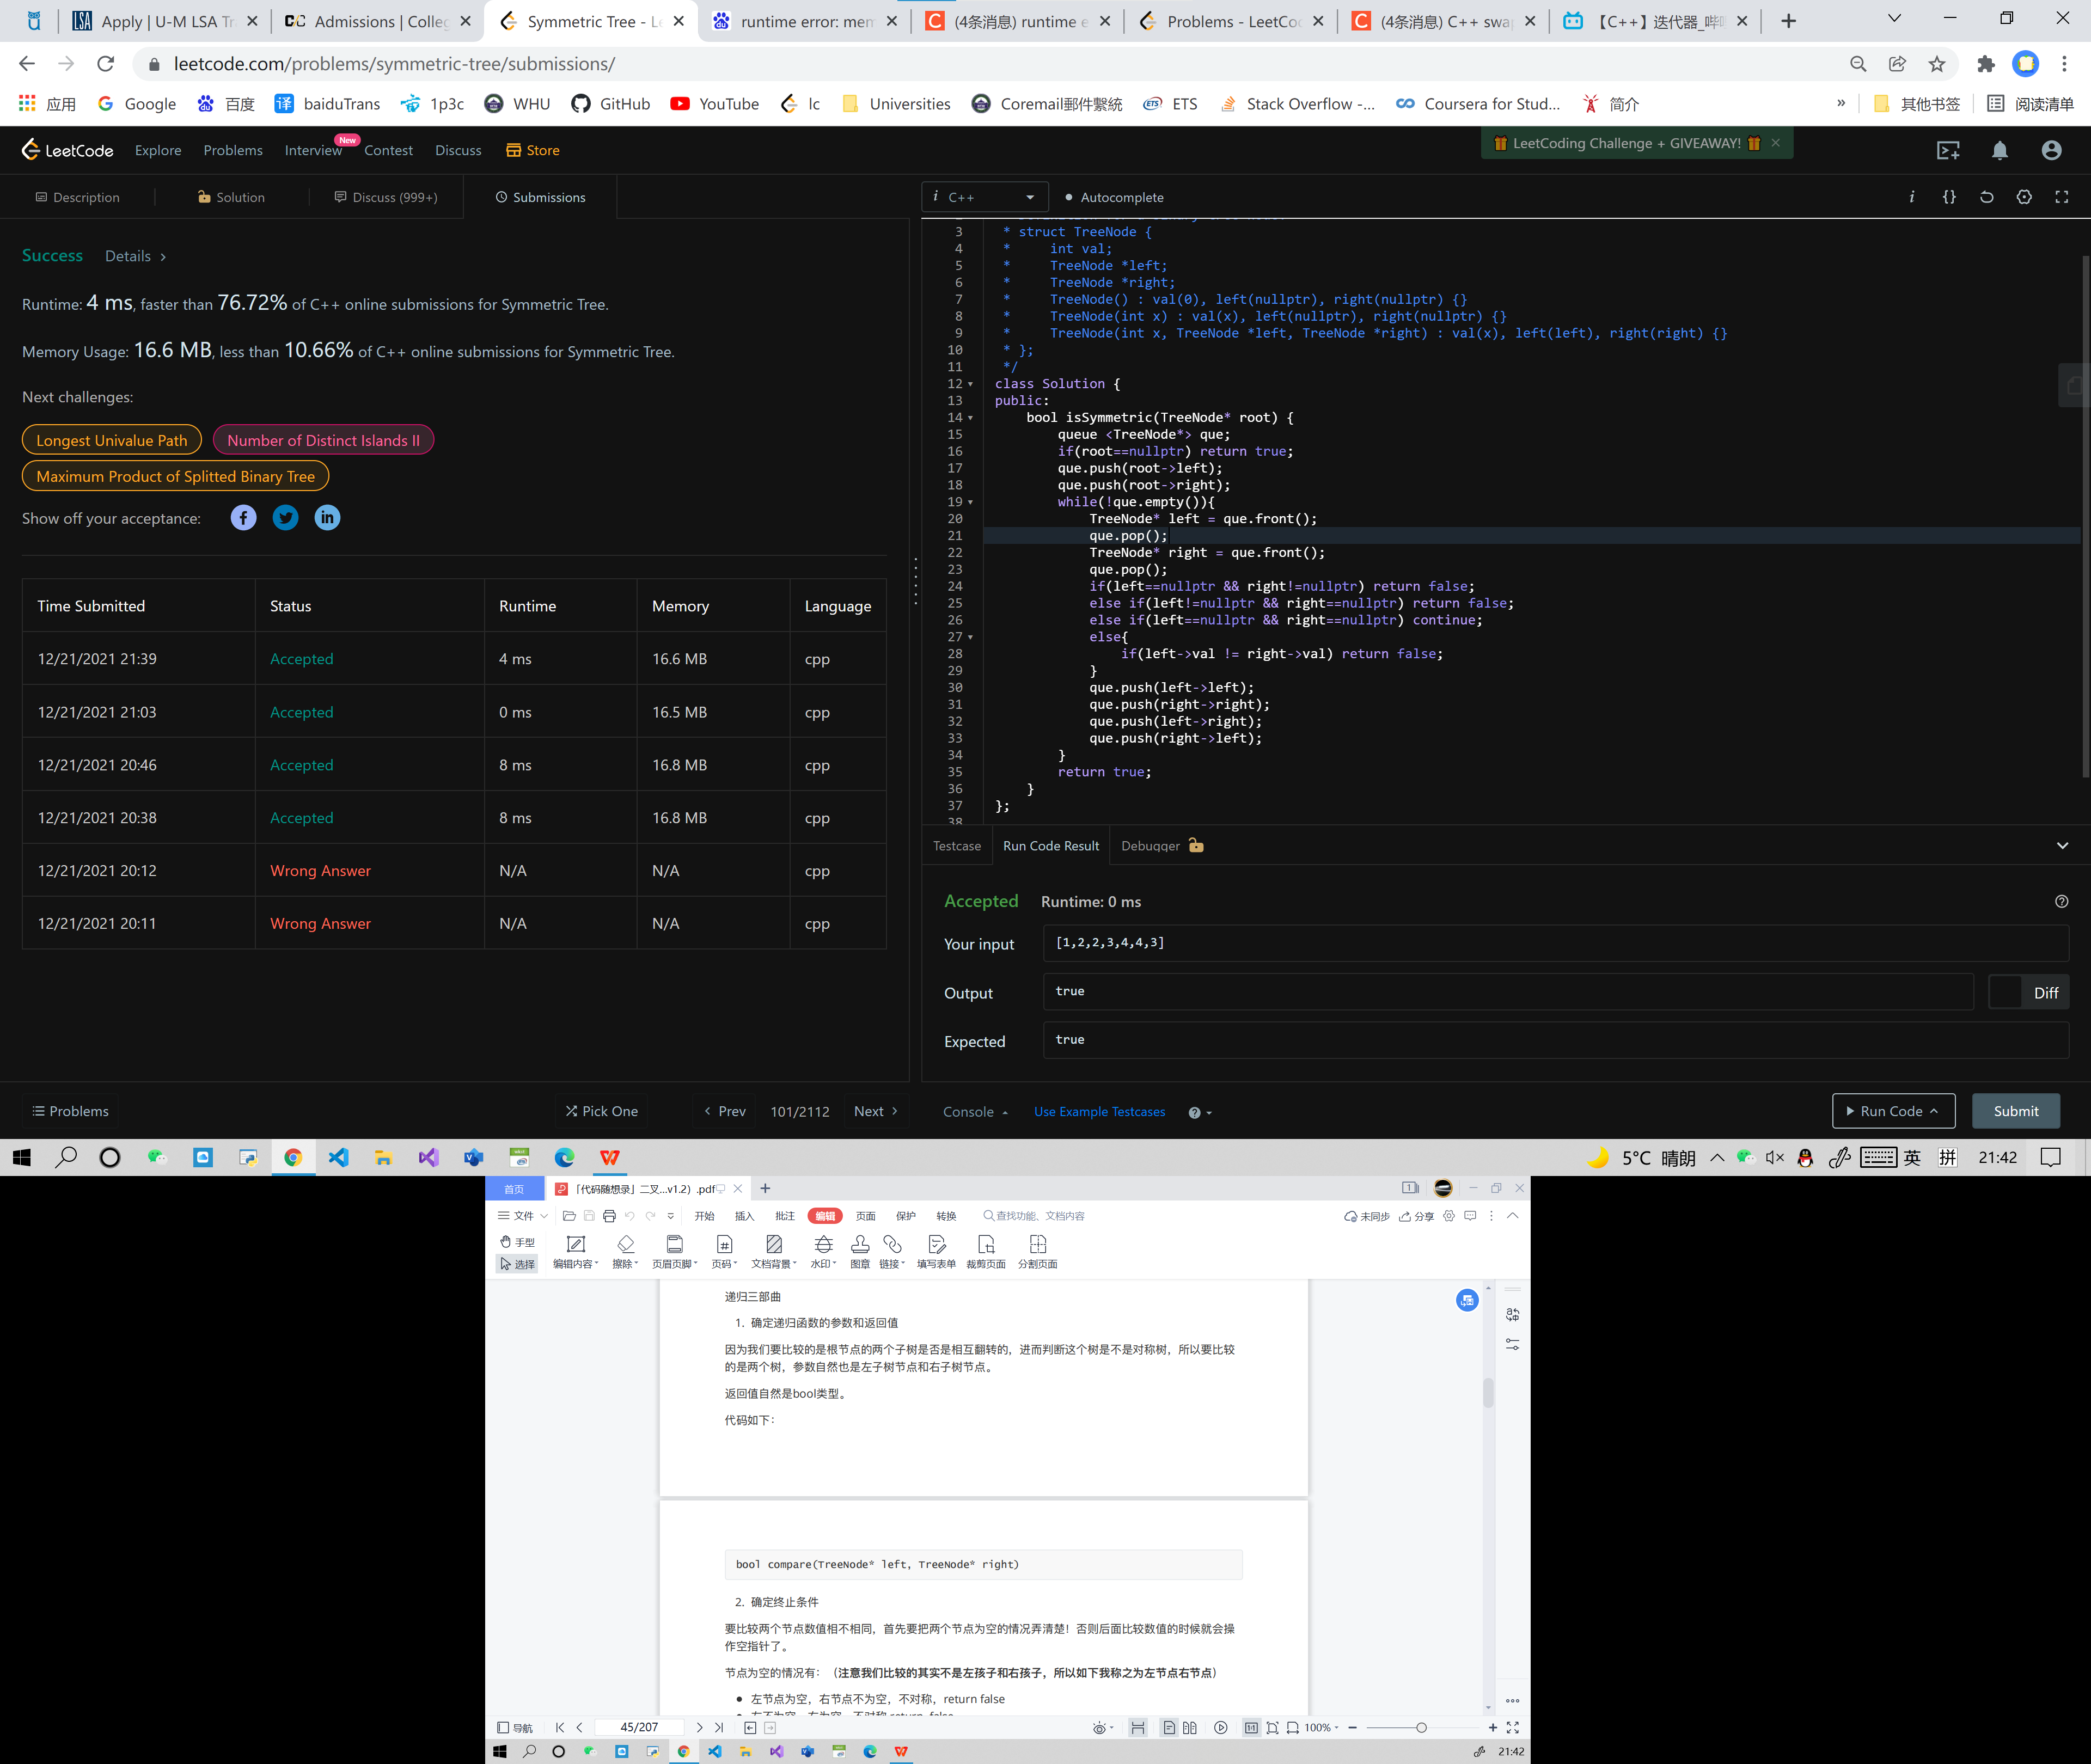 Apply | U-M LSA Tr
Admissions | Colleg
Symmetric Tree - Le
runtime error: mem
(4条消息) runtime e
Problems - LeetCoc
(4条消息) C++ swap
【C++】迭代器_哔
leetcode.com/problems/symmetric-tree/submissions/
应用 Google 百度 baiduTrans 1p3c WHU GitHub YouTube lc Universities Coremail郵件繫統 ETS Stack Overflow -... Coursera for Stud... 简介 » 其他书签 阅读清单
LeetCode Explore Problems Interview New Contest Discuss Store LeetCoding Challenge + GIVEAWAY!
Description Solution Discuss (999+) Submissions
Success Details >
Runtime: 4 ms, faster than 76.72% of C++ online submissions for Symmetric Tree.
Memory Usage: 16.6 MB, less than 10.66% of C++ online submissions for Symmetric Tree.
Next challenges:
Longest Univalue Path Number of Distinct Islands II
Maximum Product of Splitted Binary Tree
Show off your acceptance:
Time Submitted Status Runtime Memory Language
12/21/2021 21:39 Accepted 4 ms 16.6 MB cpp
12/21/2021 21:03 Accepted 0 ms 16.5 MB cpp
12/21/2021 20:46 Accepted 8 ms 16.8 MB cpp
12/21/2021 20:38 Accepted 8 ms 16.8 MB cpp
12/21/2021 20:12 Wrong Answer N/A N/A cpp
12/21/2021 20:11 Wrong Answer N/A N/A cpp
Problems Pick One < Prev 101/2112 Next >
i C++ Autocomplete
3 * struct TreeNode {
4 * int val;
5 * TreeNode *left;
6 * TreeNode *right;
7 * TreeNode() : val(0), left(nullptr), right(nullptr) {}
8 * TreeNode(int x) : val(x), left(nullptr), right(nullptr) {}
9 * TreeNode(int x, TreeNode *left, TreeNode *right) : val(x), left(left), right(right) {}
10 * };
11 */
12 class Solution {
13 public:
14 bool isSymmetric(TreeNode* root) {
15 queue <TreeNode*> que;
16 if(root==nullptr) return true;
17 que.push(root->left);
18 que.push(root->right);
19 while(!que.empty()){
20 TreeNode* left = que.front();
21 que.pop();
22 TreeNode* right = que.front();
23 que.pop();
24 if(left==nullptr && right!=nullptr) return false;
25 else if(left!=nullptr && right==nullptr) return false;
26 else if(left==nullptr && right==nullptr) continue;
27 else{
28 if(left->val != right->val) return false;
29 }
30 que.push(left->left);
31 que.push(right->right);
32 que.push(left->right);
33 que.push(right->left);
34 }
35 return true;
36 }
37 };
38
Testcase Run Code Result Debugger
Accepted Runtime: 0 ms
Your input [1,2,2,3,4,4,3]
Output true Diff
Expected true
Console Use Example Testcases Run Code Submit
5°C 晴朗 英 拼 21:42
首页 「代码随想录」二叉...v1.2）.pdf
文件 开始 插入 批注 编辑 页面 保护 转换 查找功能、文档内容 未同步 分享
手型
选择 编辑内容 擦除 页眉页脚 页码 文档背景 水印 图章 链接 填写表单 裁剪页面 分割页面
递归三部曲
1. 确定递归函数的参数和返回值
因为我们要比较的是根节点的两个子树是否是相互翻转的，进而判断这个树是不是对称树，所以要比较
的是两个树，参数自然也是左子树节点和右子树节点。
返回值自然是bool类型。
代码如下：
bool compare(TreeNode* left, TreeNode* right)
2. 确定终止条件
要比较两个节点数值相不相同，首先要把两个节点为空的情况弄清楚！否则后面比较数值的时候就会操
作空指针了。
节点为空的情况有：（注意我们比较的其实不是左孩子和右孩子，所以如下我称之为左节点右节点）
● 左节点为空，右节点不为空，不对称，return false
导航 45/207 100%
21:42